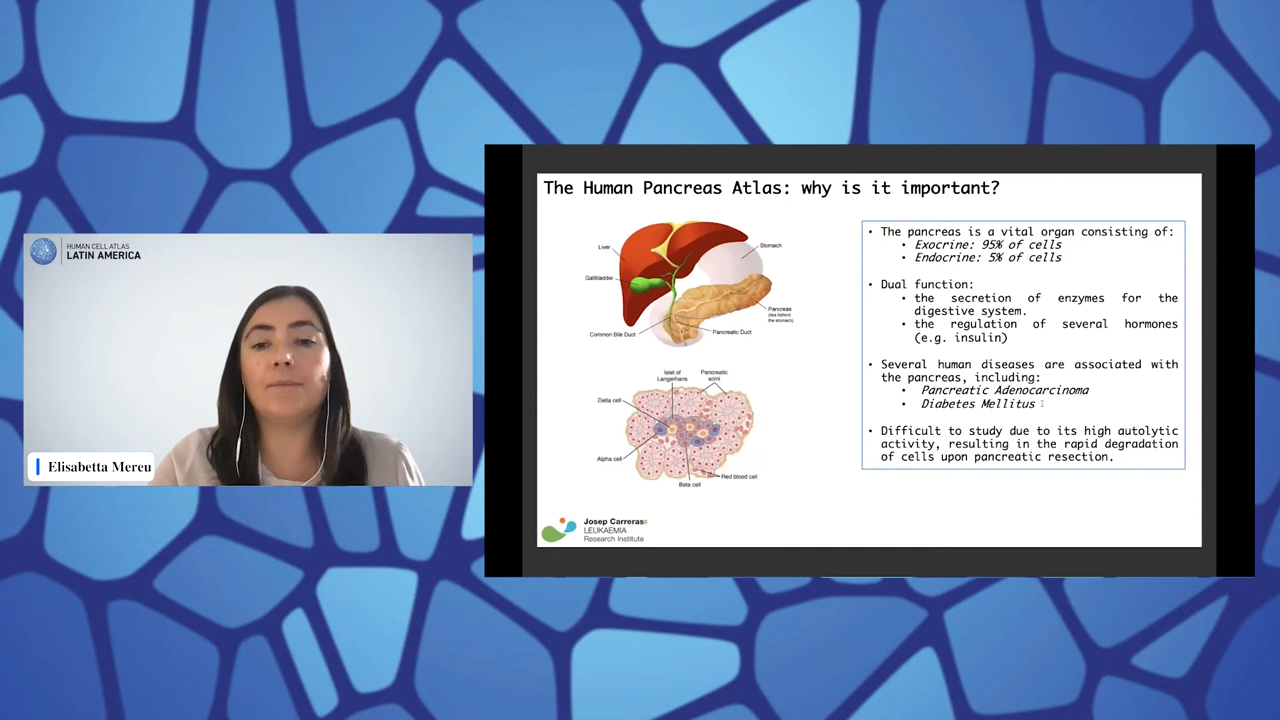 HUMAN CELL ATLAS
LATIN AMERICA
Elisabetta Mereu
The Human Pancreas Atlas: why is it important?
Liver
Stomach
Gallbladder
Pancreas
(lies behind
the stomach)
Common Bile Duct
Pancreatic Duct
Islet of
Langerhans
Pancreatic
acini
Delta cell
Alpha cell
Red blood cell
Beta cell
• The pancreas is a vital organ consisting of:
• Exocrine: 95% of cells
• Endocrine: 5% of cells
• Dual function:
• the secretion of enzymes for the
digestive system.
• the regulation of several hormones
(e.g. insulin)
• Several human diseases are associated with
the pancreas, including:
• Pancreatic Adenocarcinoma
• Diabetes Mellitus
• Difficult to study due to its high autolytic
activity, resulting in the rapid degradation
of cells upon pancreatic resection.
Josep Carreras
LEUKAEMIA
Research Institute